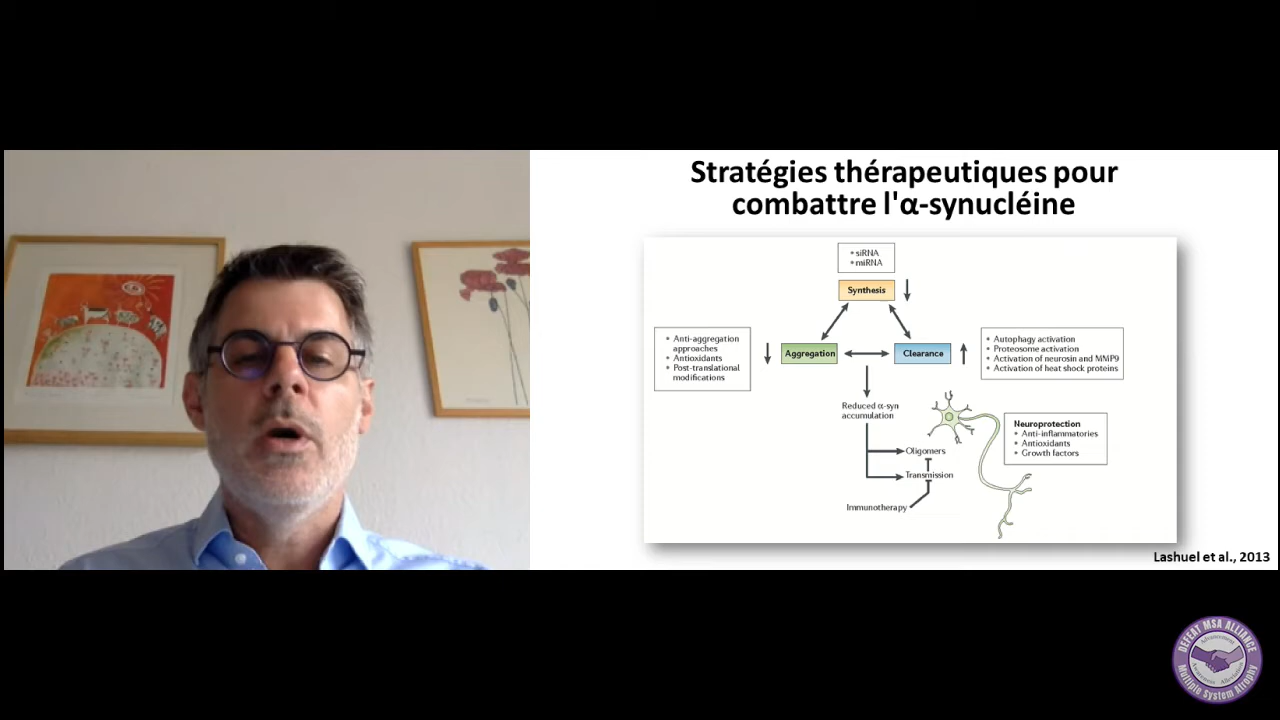 Stratégies thérapeutiques pour
combattre l'α-synucléine
• siRNA
• miRNA
Synthesis
• Anti-aggregation
approaches
• Antioxidants
• Post-translational
modifications
Aggregation
Clearance
• Autophagy activation
• Proteosome activation
• Activation of neurosin and MMP9
• Activation of heat shock proteins
Reduced α-syn
accumulation
Oligomers
Transmission
Immunotherapy
Neuroprotection
• Anti-inflammatories
• Antioxidants
• Growth factors
Lashuel et al., 2013
DEFEAT MSA ALLIANCE
Multiple System Atrophy